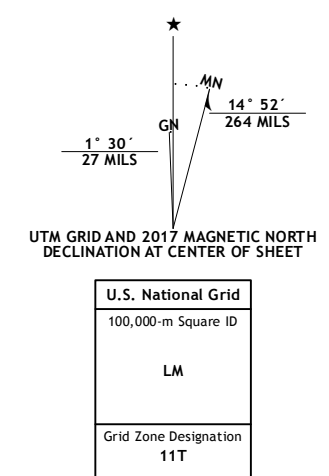 ★
MN
GN
14° 52´
264 MILS
1° 30´
27 MILS
UTM GRID AND 2017 MAGNETIC NORTH
DECLINATION AT CENTER OF SHEET
U.S. National Grid
100,000-m Square ID
LM
Grid Zone Designation
11T